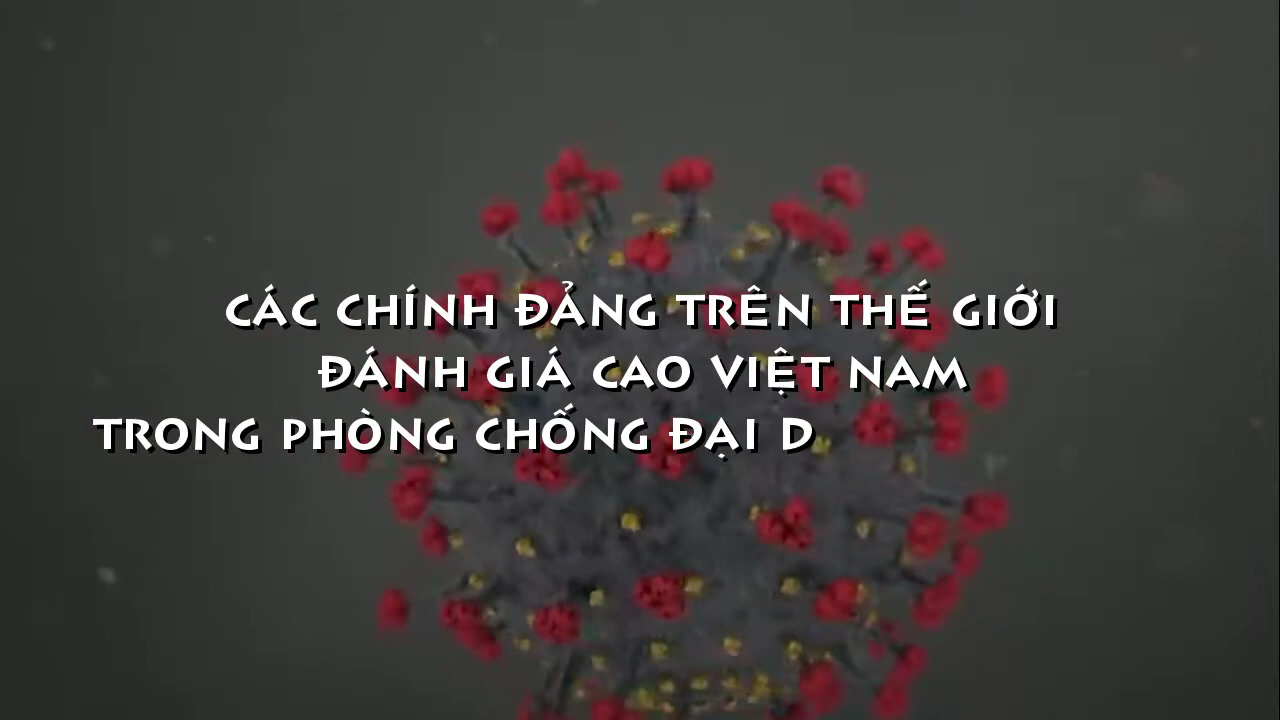 CÁC CHÍNH ĐẢNG TRÊN THẾ GIỚI
ĐÁNH GIÁ CAO VIỆT NAM
TRONG PHÒNG CHỐNG ĐẠI D